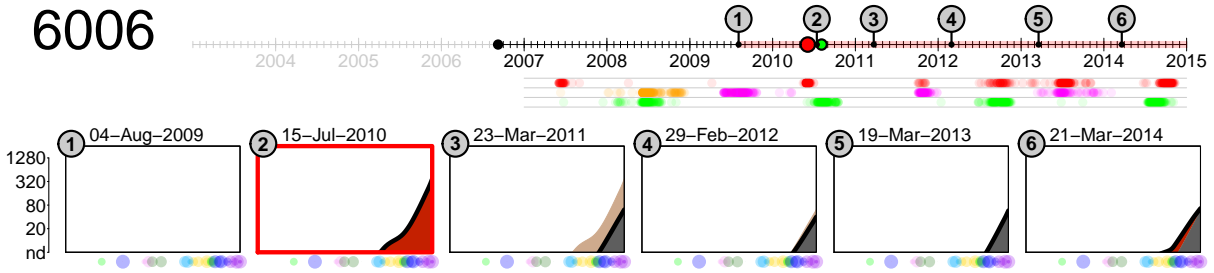 6006
1 2 3 4 5 6
2004 2005 2006 2007 2008 2009 2010 2011 2012 2013 2014 2015
1 04–Aug–2009 2 15–Jul–2010 3 23–Mar–2011 4 29–Feb–2012 5 19–Mar–2013 6 21–Mar–2014
1280
320
80
20
nd